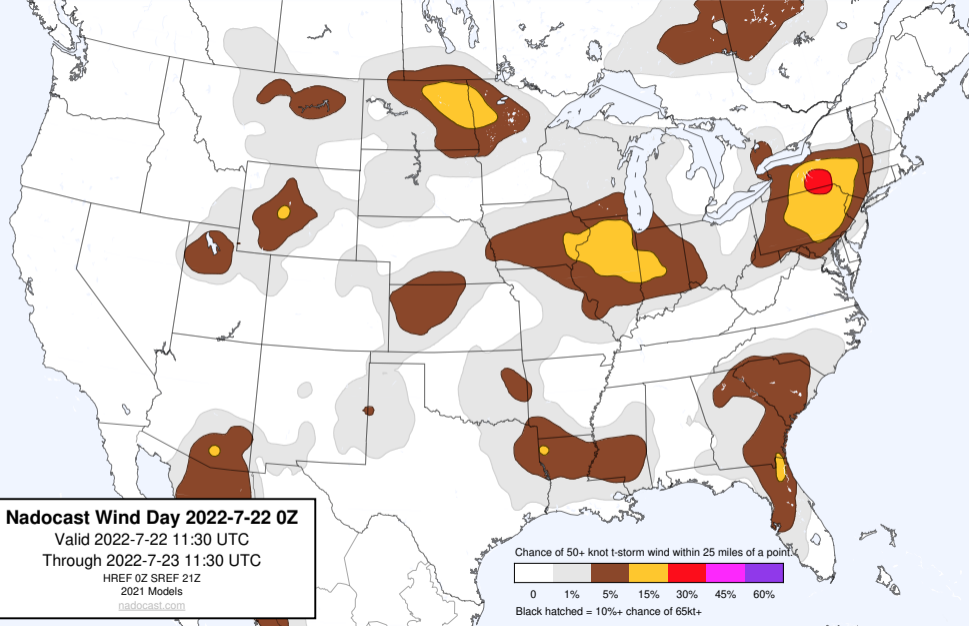 Nadocast Wind Day 2022-7-22 0Z
Valid 2022-7-22 11:30 UTC
Through 2022-7-23 11:30 UTC
HREF 0Z SREF 21Z
2021 Models
nadocast.com
Chance of 50+ knot t-storm wind within 25 miles of a point.
0 1% 5% 15% 30% 45% 60%
Black hatched = 10%+ chance of 65kt+